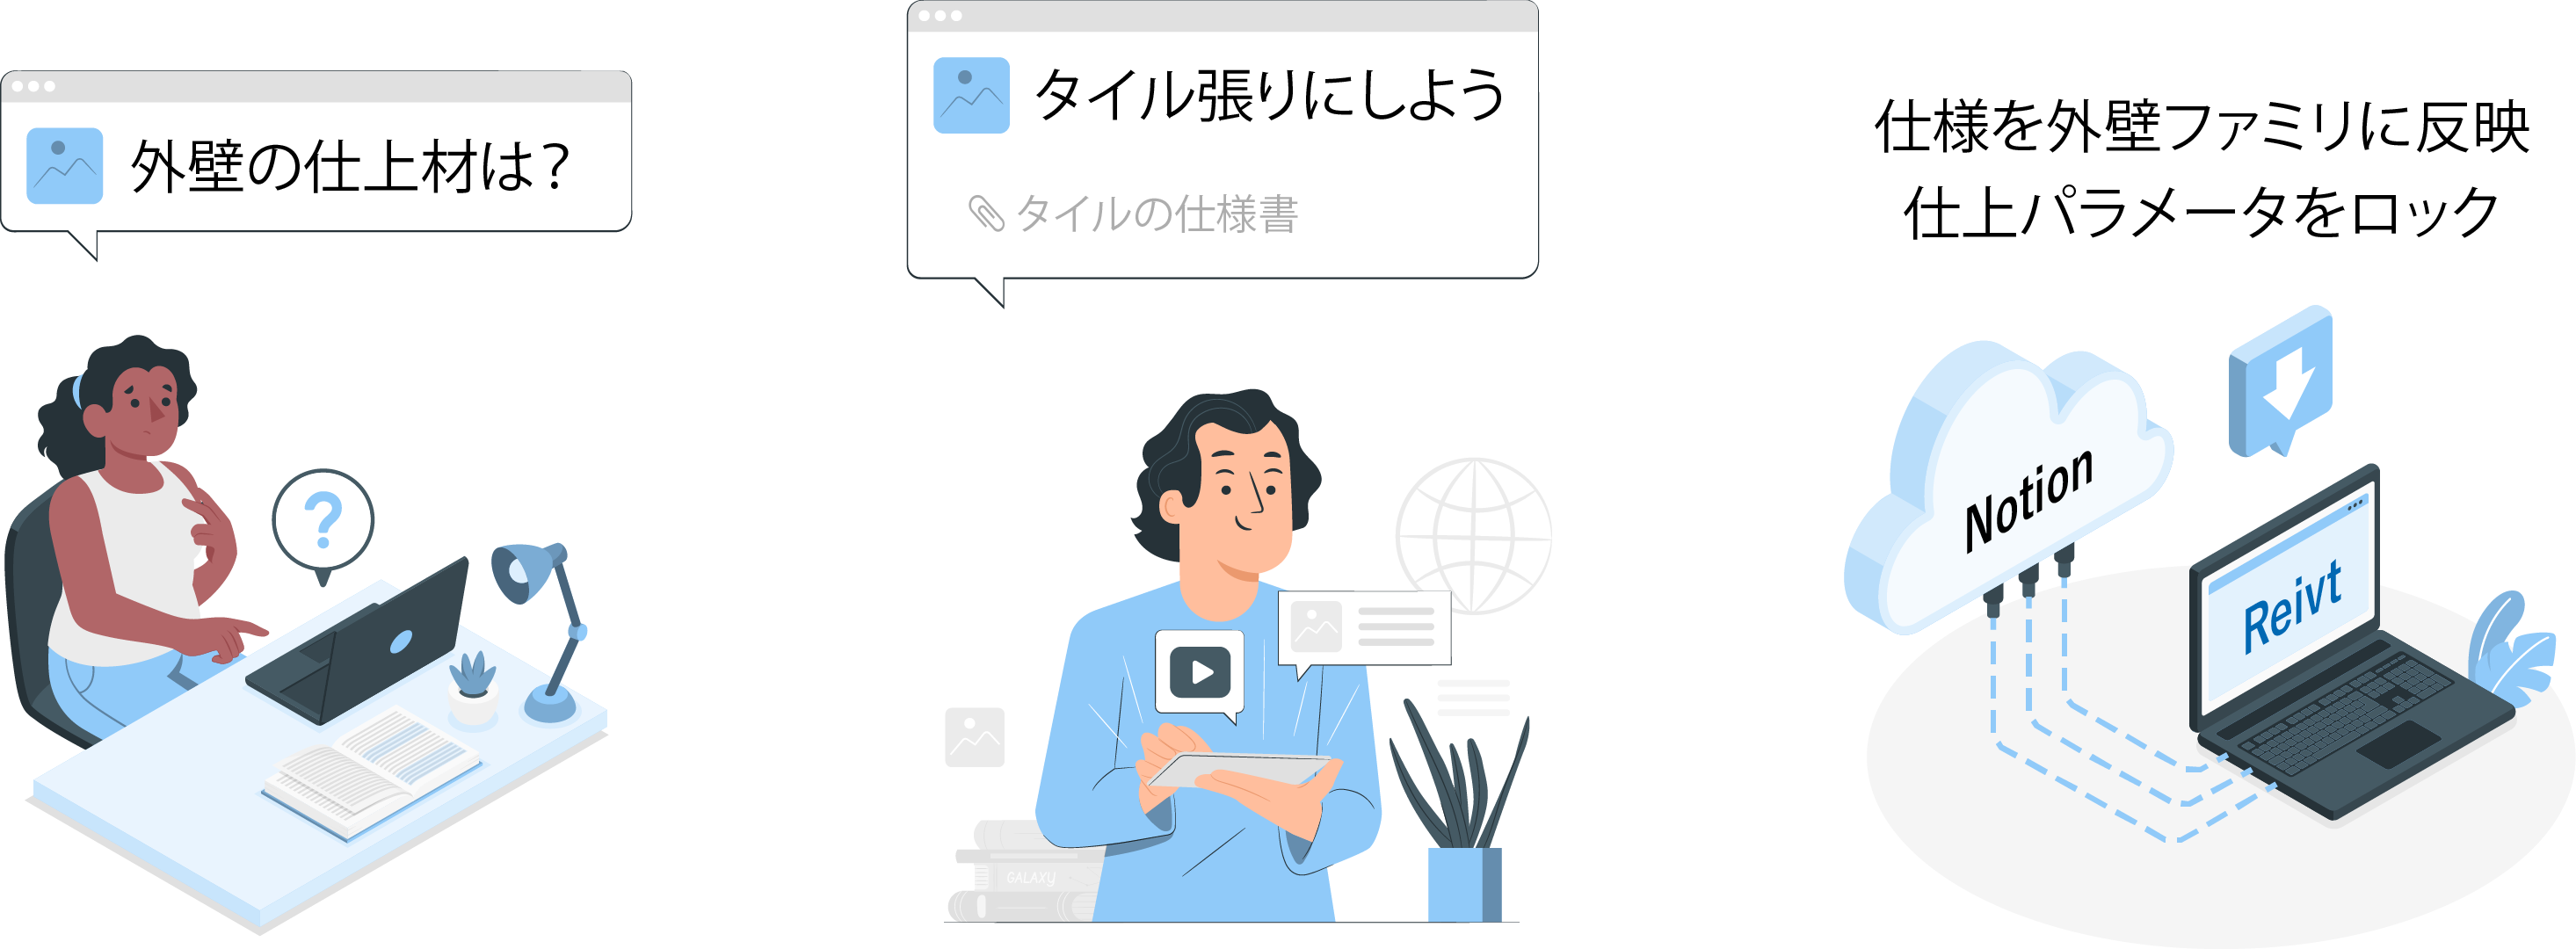 外壁の仕上材は？
タイル張りにしよう
タイルの仕様書
GALAXY
仕様を外壁ファミリに反映
仕上パラメータをロック
Notion
Reivt